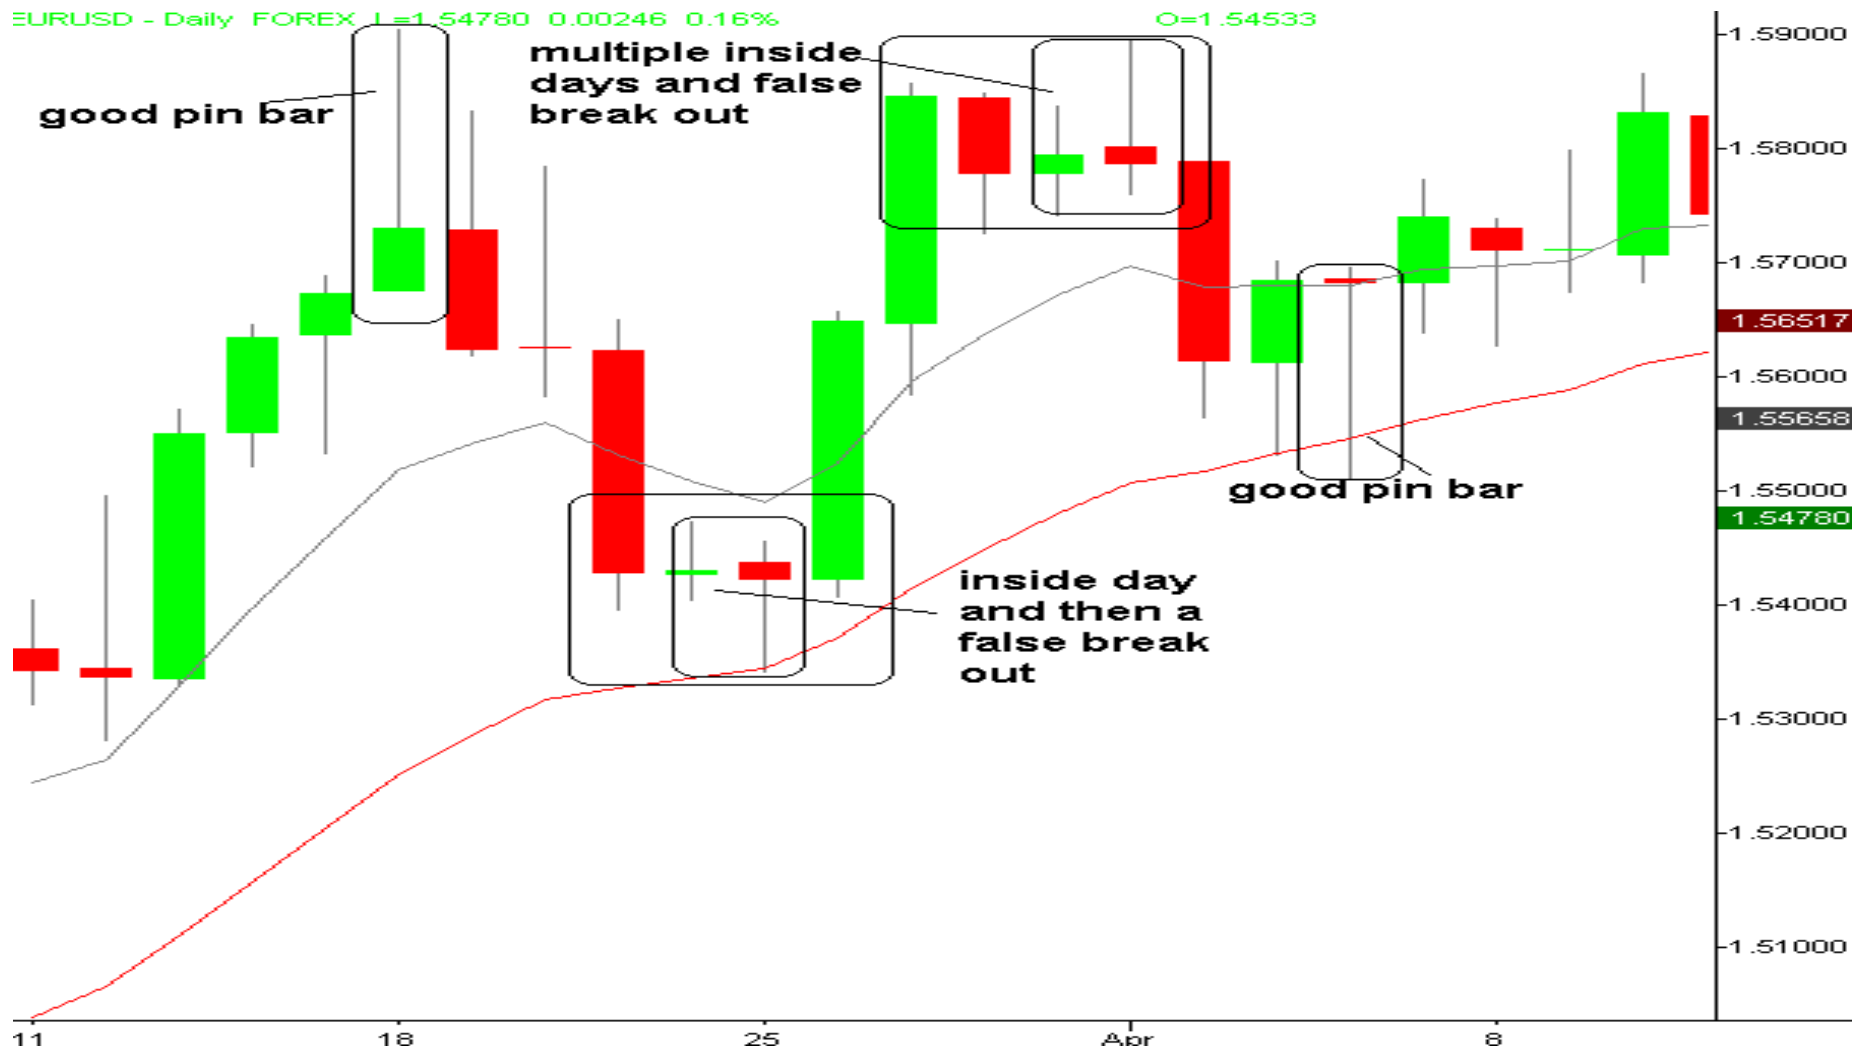 EURUSD - Daily FOREX L=1.54780 0.00246 0.16% O=1.54533
good pin bar
multiple inside
days and false
break out
good pin bar
inside day
and then a
false break
out
1.59000
1.58000
1.57000
1.56517
1.56000
1.55658
1.55000
1.54780
1.54000
1.53000
1.52000
1.51000
11 18 25 Apr 8